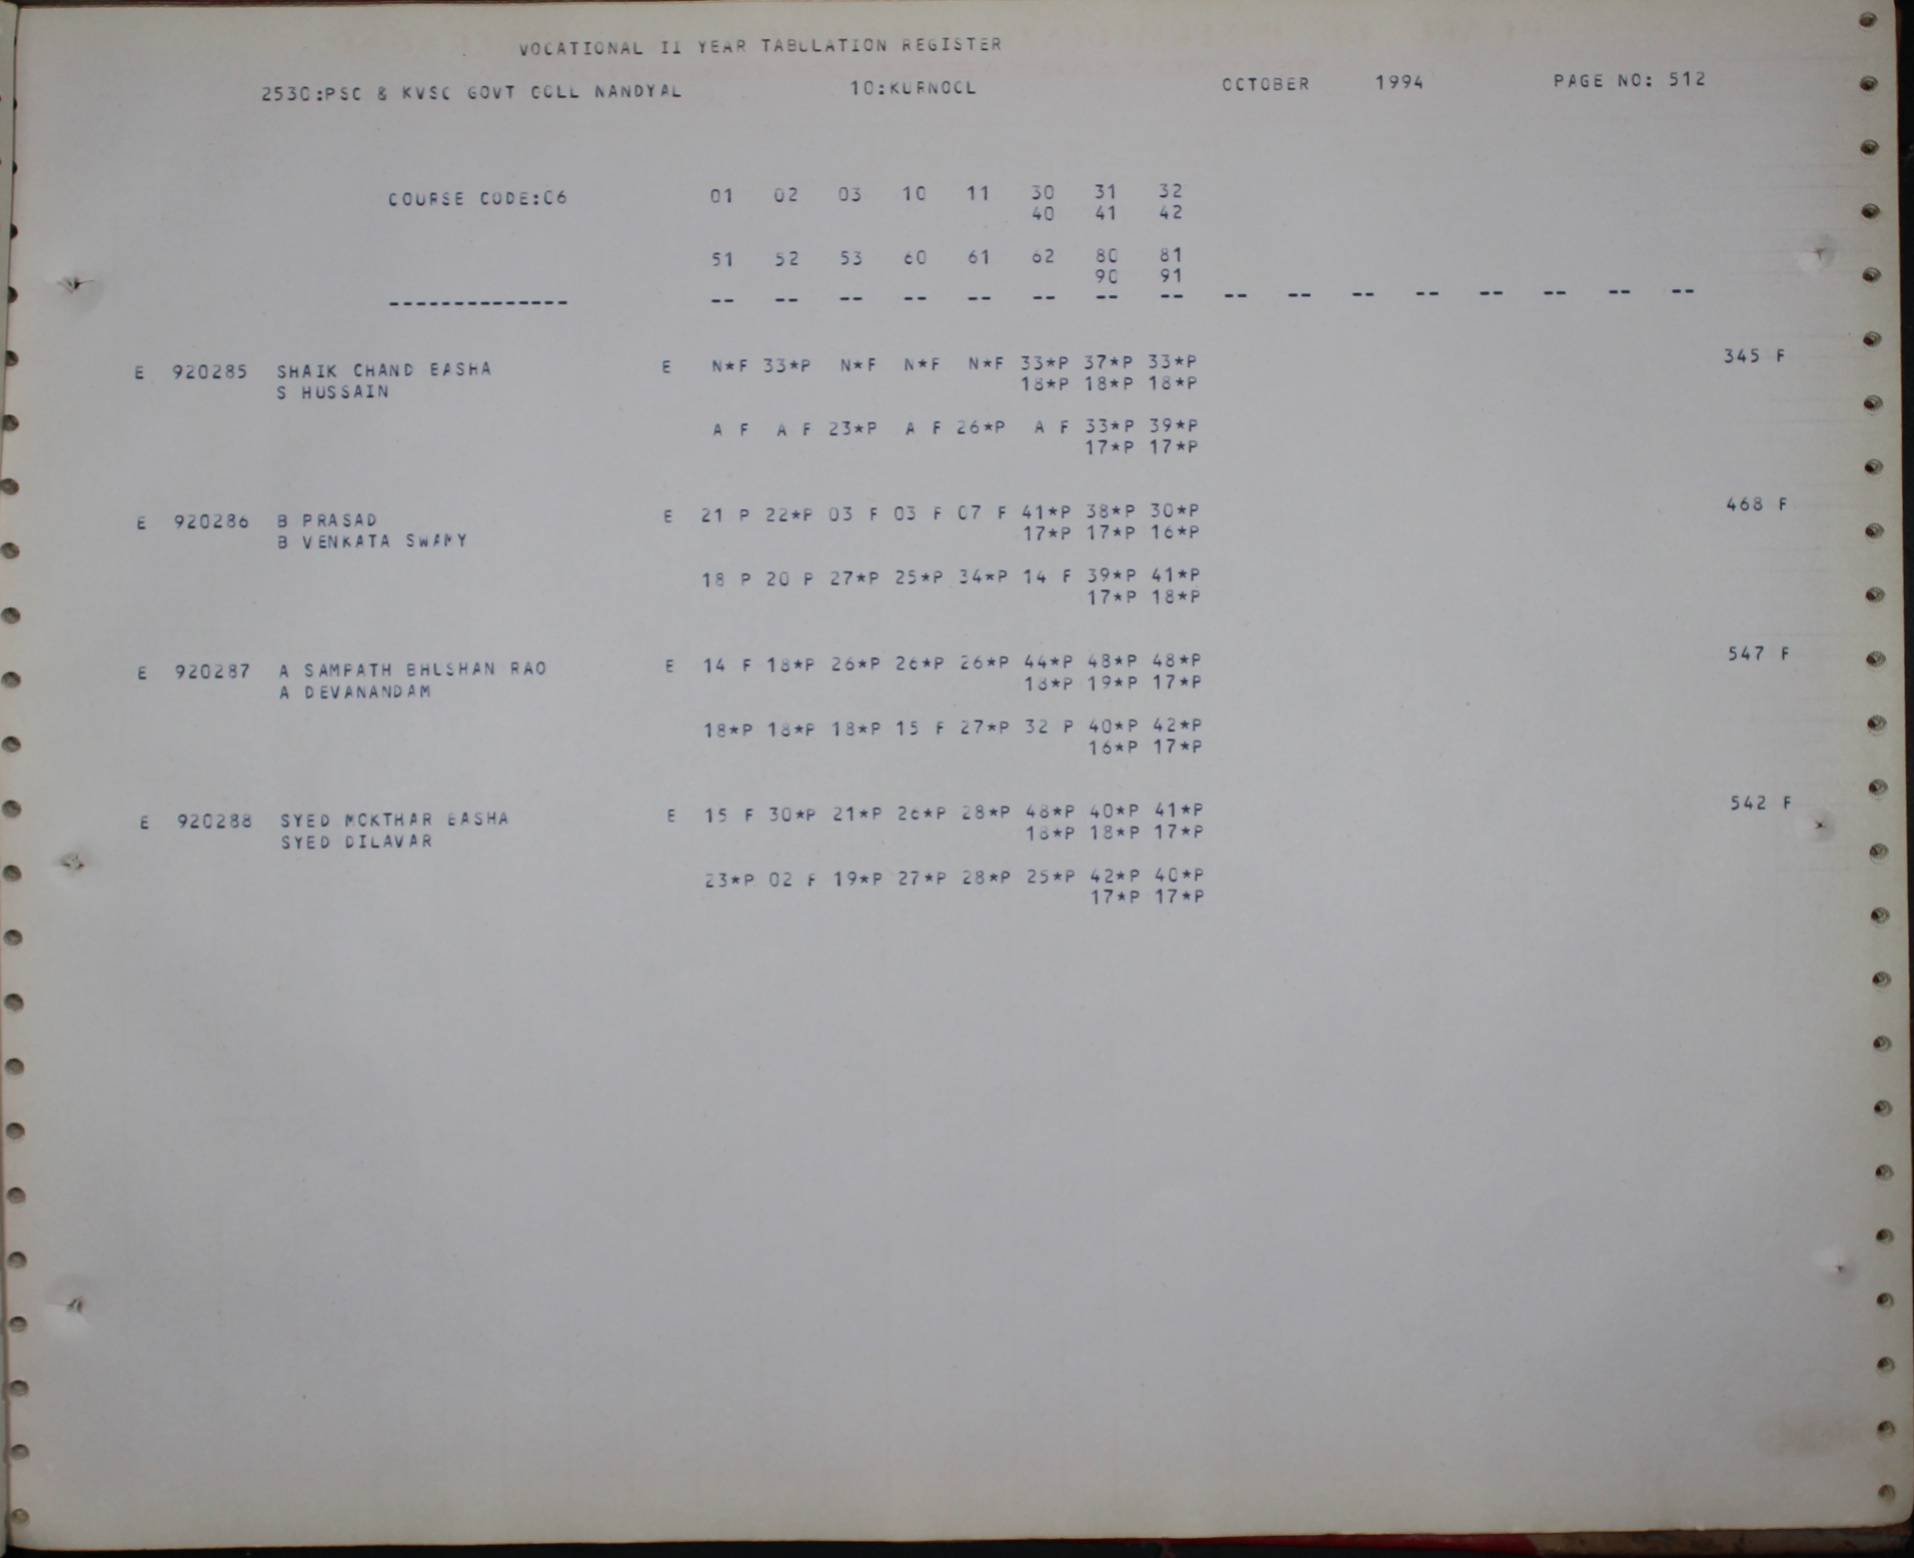 VOCATIONAL II YEAR TABULATION REGISTER
2530:PSC & KVSC GOVT COLL NANDYAL 10:KURNOOL OCTOBER 1994 PAGE NO: 512
COURSE CODE:C6 01 02 03 10 11 30 31 32
40 41 42
51 52 53 60 61 62 80 81
90 91
-------------- -- -- -- -- -- -- -- -- -- -- -- -- -- -- -- --
E 920285 SHAIK CHAND BASHA E N*F 33*P N*F N*F N*F 33*P 37*P 33*P 345 F
S HUSSAIN 18*P 18*P 18*P
A F A F 23*P A F 26*P A F 33*P 39*P
17*P 17*P
E 920286 B PRASAD E 21 P 22*P 03 F 03 F 07 F 41*P 38*P 30*P 468 F
B VENKATA SWAMY 17*P 17*P 16*P
18 P 20 P 27*P 25*P 34*P 14 F 39*P 41*P
17*P 18*P
E 920287 A SAMPATH BHUSHAN RAO E 14 F 18*P 26*P 26*P 26*P 44*P 48*P 48*P 547 F
A DEVANANDAM 18*P 19*P 17*P
18*P 18*P 18*P 15 F 27*P 32 P 40*P 42*P
16*P 17*P
E 920288 SYED MOKTHAR BASHA E 15 F 30*P 21*P 26*P 28*P 48*P 40*P 41*P 542 F
SYED DILAVAR 18*P 18*P 17*P
23*P 02 F 19*P 27*P 28*P 25*P 42*P 40*P
17*P 17*P